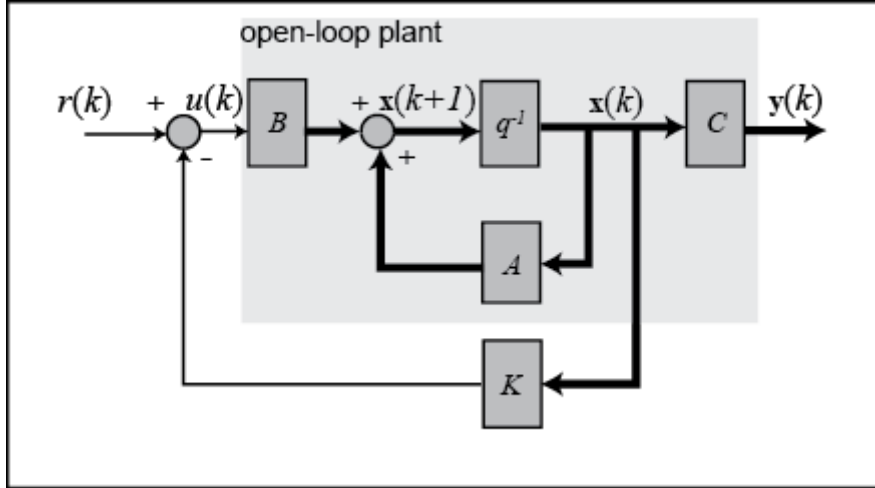 open-loop plant
r(k) + u(k) B + x(k+1) q⁻¹ x(k) C y(k)
- +
A
K